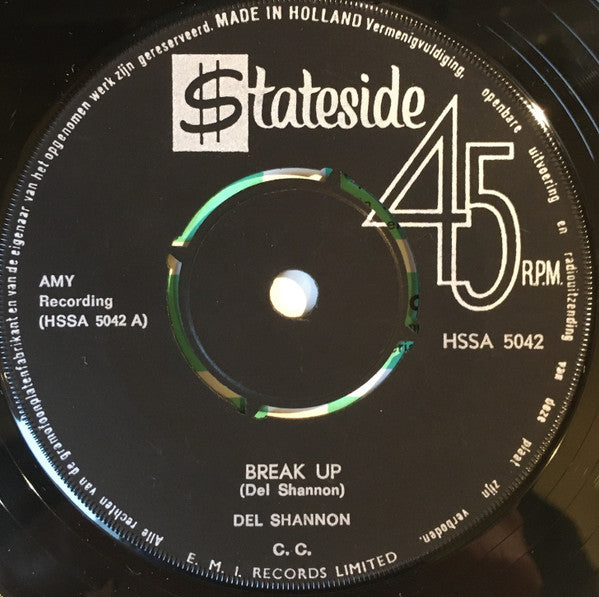 Alle rechten van de gramofoonplatenfabrikant en van de eigenaar van het opgenomen werk zijn gereserveerd. MADE IN HOLLAND Vermenigvuldiging, openbare uitvoering en radiouitzending van deze plaat zijn verboden.
$tateside
45
R.P.M.
AMY
Recording
(HSSA 5042 A)
HSSA 5042
BREAK UP
(Del Shannon)
DEL SHANNON
C. C.
E. M. I. RECORDS LIMITED